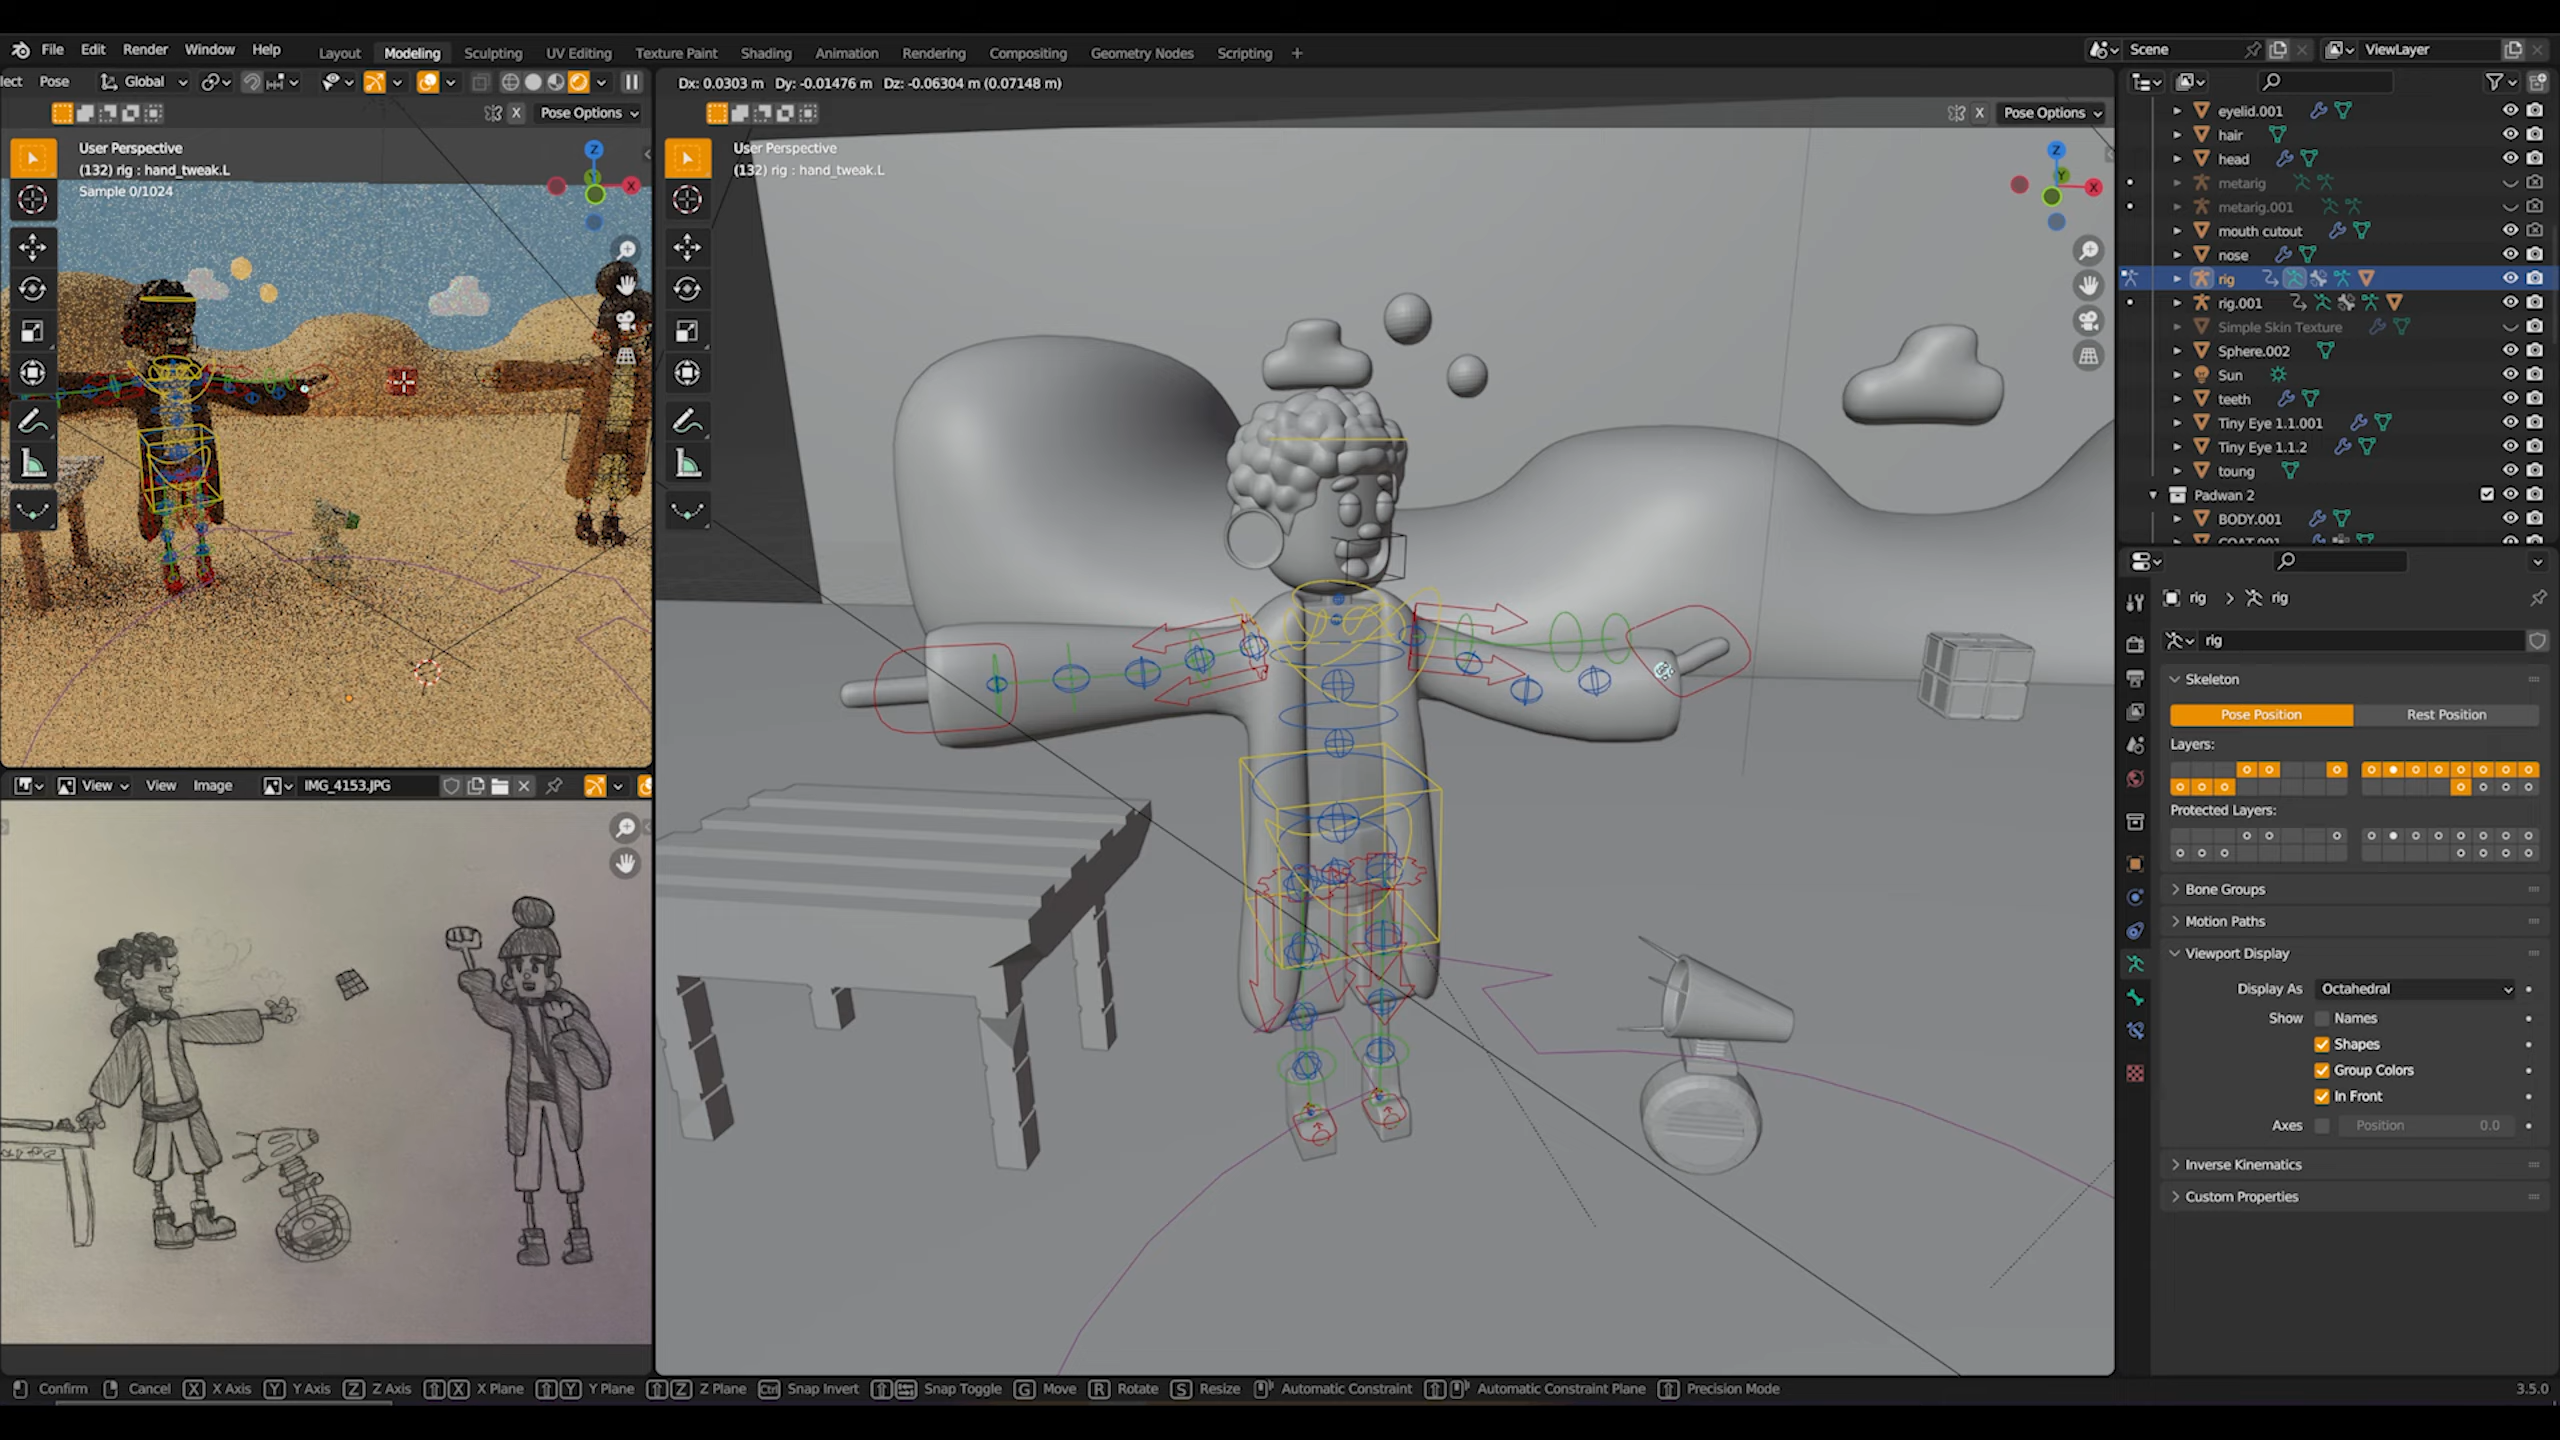 File Edit Render Window Help
Layout Modeling Sculpting UV Editing Texture Paint Shading Animation Rendering Compositing Geometry Nodes Scripting +
Scene
ViewLayer
lect Pose Global
Dx: 0.0303 m Dy: -0.01476 m Dz: -0.06304 m (0.07148 m)
X Pose Options
X Pose Options
User Perspective
(132) rig : hand_tweak.L
Sample 0/1024
Z
X
User Perspective
(132) rig : hand_tweak.L
Z
Y
X
eyelid.001
hair
head
metarig
metarig.001
mouth cutout
nose
rig
rig.001
Simple Skin Texture
Sphere.002
Sun
teeth
Tiny Eye 1.1.001
Tiny Eye 1.1.2
toung
Padwan 2
BODY.001
COAT.001
rig > rig
rig
Skeleton
Pose Position Rest Position
Layers:
Protected Layers:
Bone Groups
Motion Paths
Viewport Display
Display As Octahedral
Show Names
Shapes
Group Colors
In Front
Axes Position 0.0
Inverse Kinematics
Custom Properties
View View Image IMG_4153.JPG
Confirm Cancel X X Axis Y Y Axis Z Z Axis X X Plane Y Y Plane Z Z Plane Ctrl Snap Invert Snap Toggle G Move R Rotate S Resize Automatic Constraint Automatic Constraint Plane Precision Mode
3.5.0